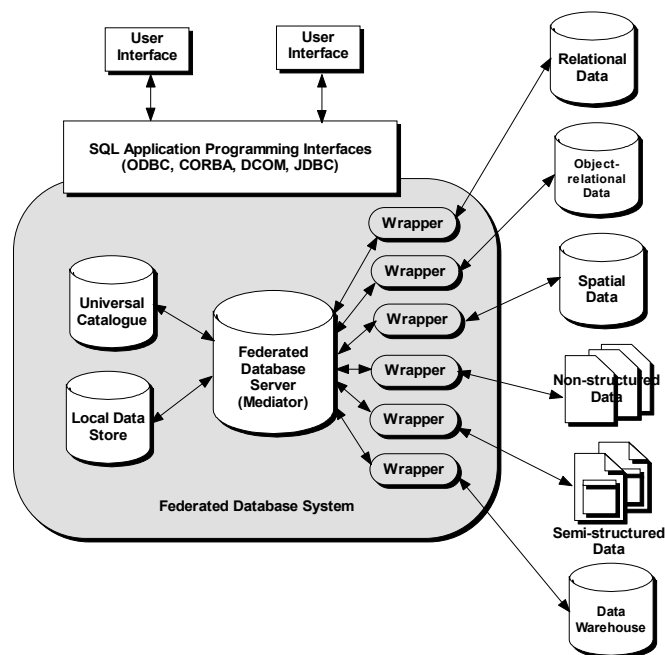 User
Interface
User
Interface
SQL Application Programming Interfaces
(ODBC, CORBA, DCOM, JDBC)
Relational
Data
Object-
relational
Data
Spatial
Data
Non-structured
Data
Semi-structured
Data
Data
Warehouse
Wrapper
Wrapper
Wrapper
Wrapper
Wrapper
Wrapper
Universal
Catalogue
Local Data
Store
Federated
Database
Server
(Mediator)
Federated Database System